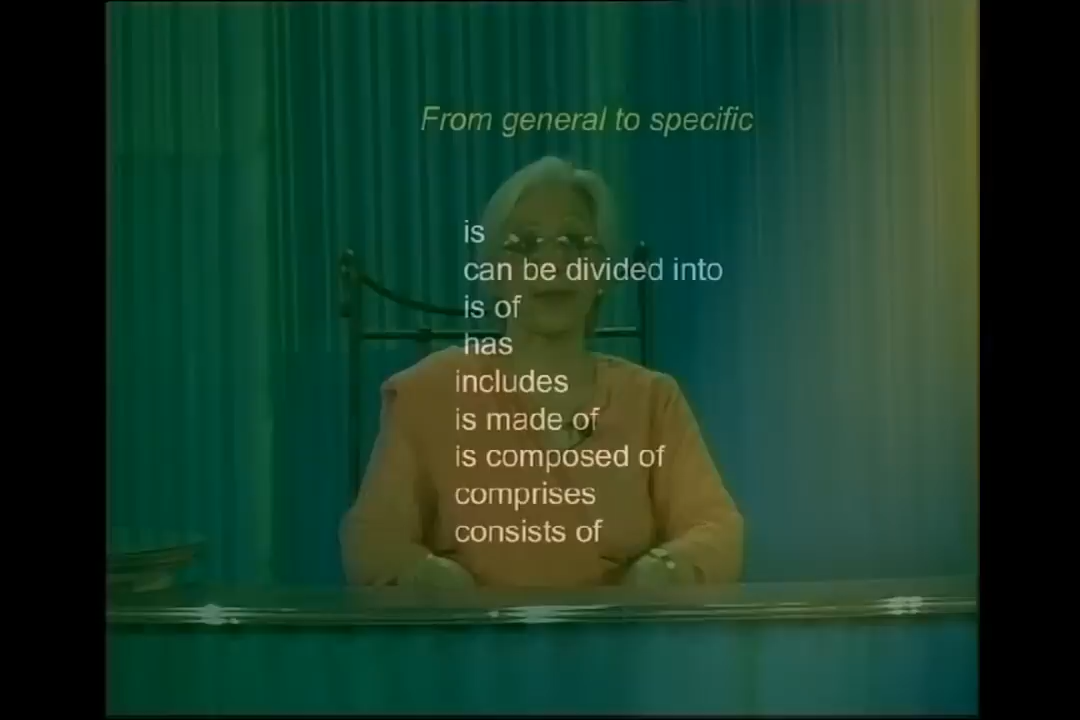 From general to specific
is
can be divided into
is of
has
includes
is made of
is composed of
comprises
consists of